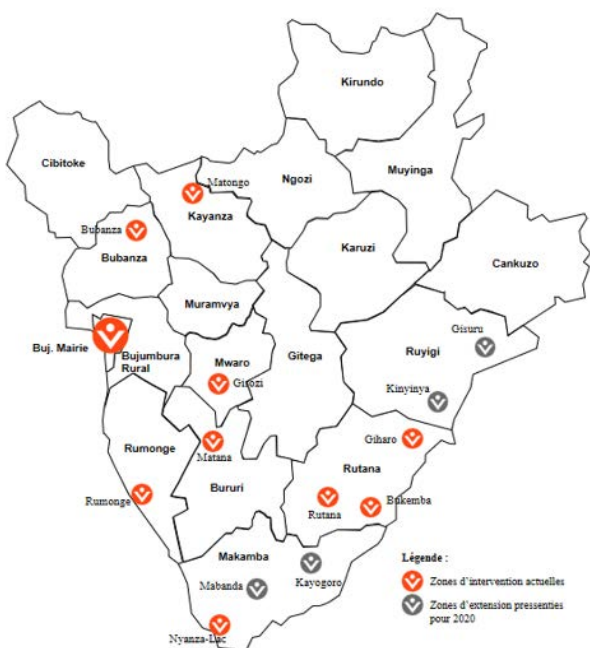 Kirundo
Cibitoke
Ngozi
Muyinga
Matongo
Kayanza
Bubanza
Karuzi
Bubanza
Cankuzo
Muramvya
Gisuru
Buj. Mairie
Bujumbura
Rural
Mwaro
Gitega
Ruyigi
Gisozi
Kinyinya
Giharo
Rumonge
Matana
Rutana
Bururi
Rumonge
Rutana
Bukemba
Makamba
Légende :
Kayogoro
Zones d'intervention actuelles
Mabanda
Zones d'extension pressenties
pour 2020
Nyanza-Lac